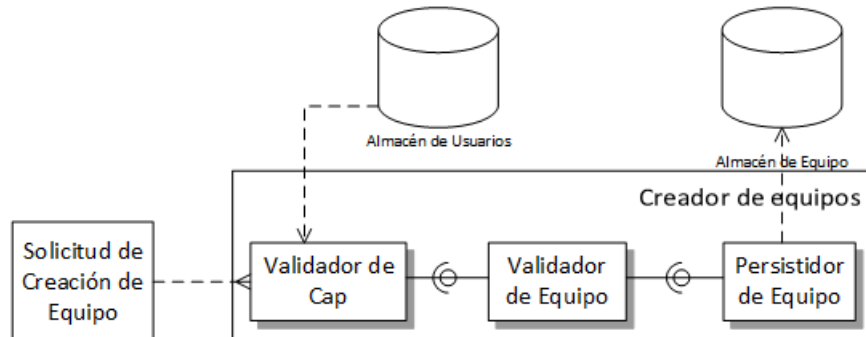 Almacén de Usuarios
Almacén de Equipo
Creador de equipos
Solicitud de
Creación de
Equipo
Validador de
Cap
Validador
de Equipo
Persistidor
de Equipo